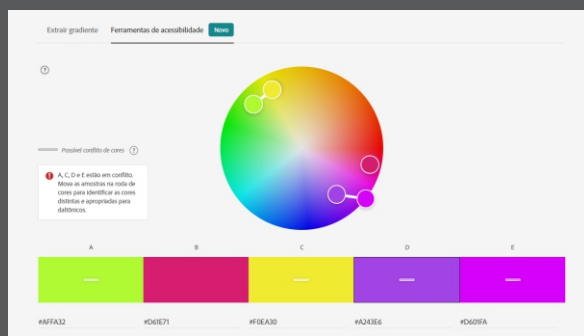 Extrair gradiente Ferramentas de acessibilidade Novo
?
Possível conflito de cores ?
A, C, D e E estão em conflito.
Mova as amostras na roda de
cores para identificar as cores
distintas e apropriadas para
daltônicos.
A B C D E
#AFFA32 #D61E71 #F0EA30 #A243E6 #D601FA